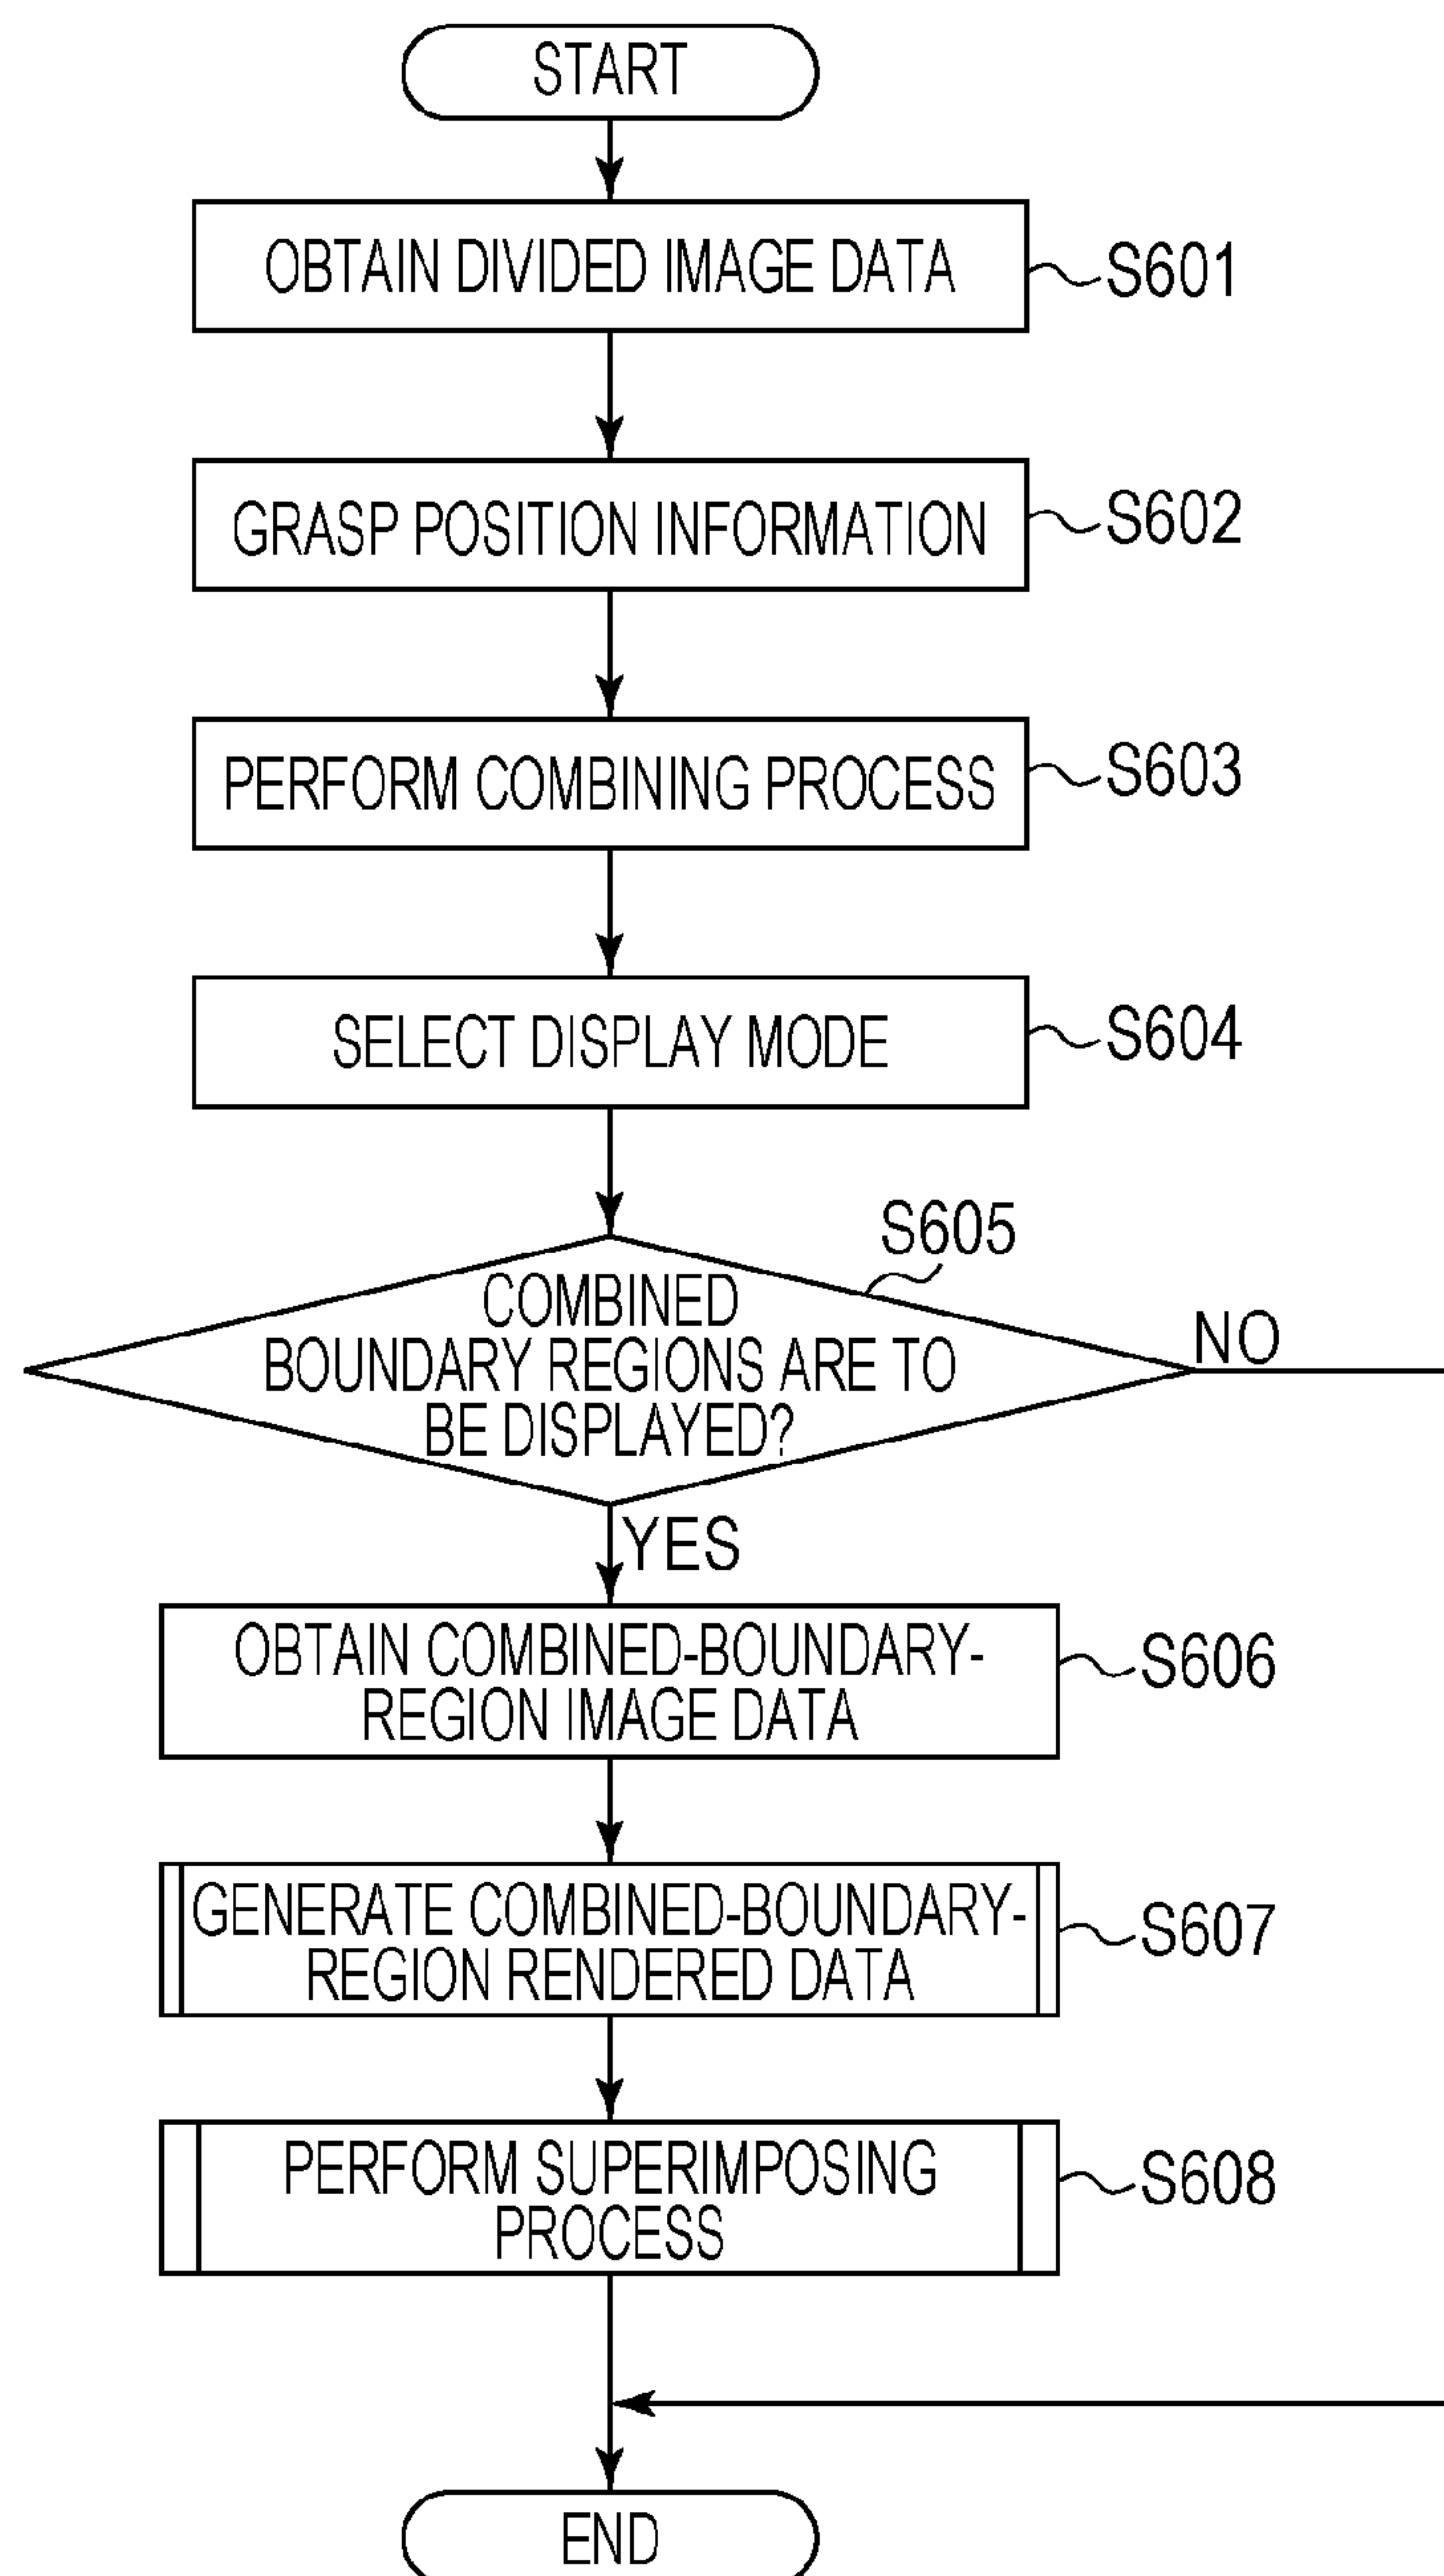 START
OBTAIN DIVIDED IMAGE DATA
S601
GRASP POSITION INFORMATION
S602
PERFORM COMBINING PROCESS
S603
SELECT DISPLAY MODE
S604
S605
COMBINED
BOUNDARY REGIONS ARE TO
BE DISPLAYED?
NO
YES
OBTAIN COMBINED-BOUNDARY-
REGION IMAGE DATA
S606
GENERATE COMBINED-BOUNDARY-
REGION RENDERED DATA
S607
PERFORM SUPERIMPOSING
PROCESS
S608
END